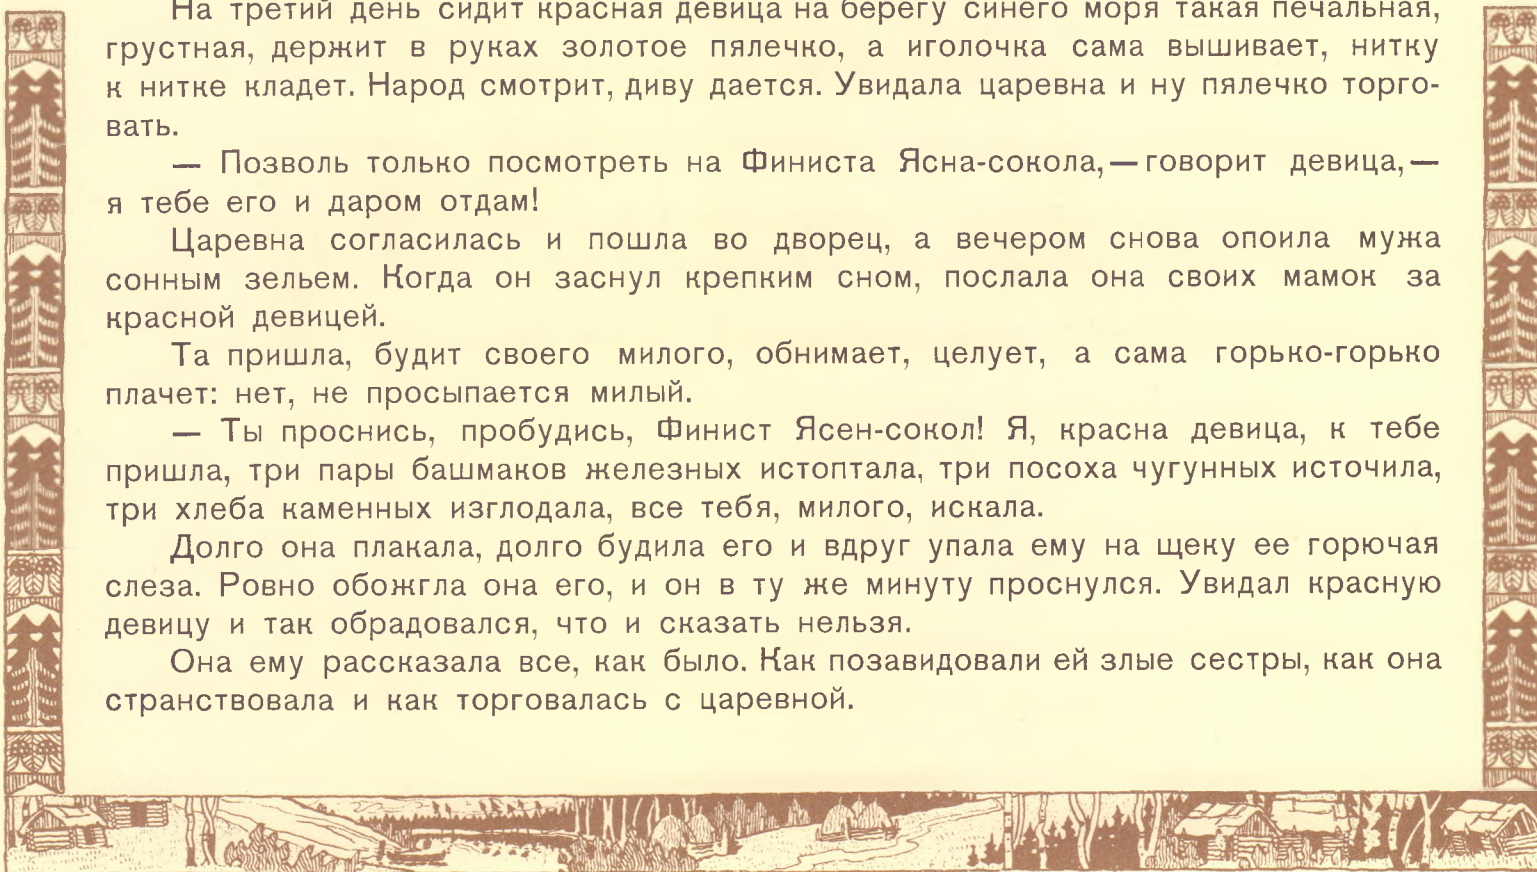 На третий день сидит красная девица на берегу синего моря такая печальная,
грустная, держит в руках золотое пялечко, а иголочка сама вышивает, нитку
к нитке кладет. Народ смотрит, диву дается. Увидала царевна и ну пялечко торго-
вать.
— Позволь только посмотреть на Финиста Ясна-сокола,— говорит девица,—
я тебе его и даром отдам!
Царевна согласилась и пошла во дворец, а вечером снова опоила мужа
сонным зельем. Когда он заснул крепким сном, послала она своих мамок за
красной девицей.
Та пришла, будит своего милого, обнимает, целует, а сама горько-горько
плачет: нет, не просыпается милый.
— Ты проснись, пробудись, Финист Ясен-сокол! Я, красна девица, к тебе
пришла, три пары башмаков железных истоптала, три посоха чугунных источила,
три хлеба каменных изглодала, все тебя, милого, искала.
Долго она плакала, долго будила его и вдруг упала ему на щеку ее горючая
слеза. Ровно обожгла она его, и он в ту же минуту проснулся. Увидал красную
девицу и так обрадовался, что и сказать нельзя.
Она ему рассказала все, как было. Как позавидовали ей злые сестры, как она
странствовала и как торговалась с царевной.